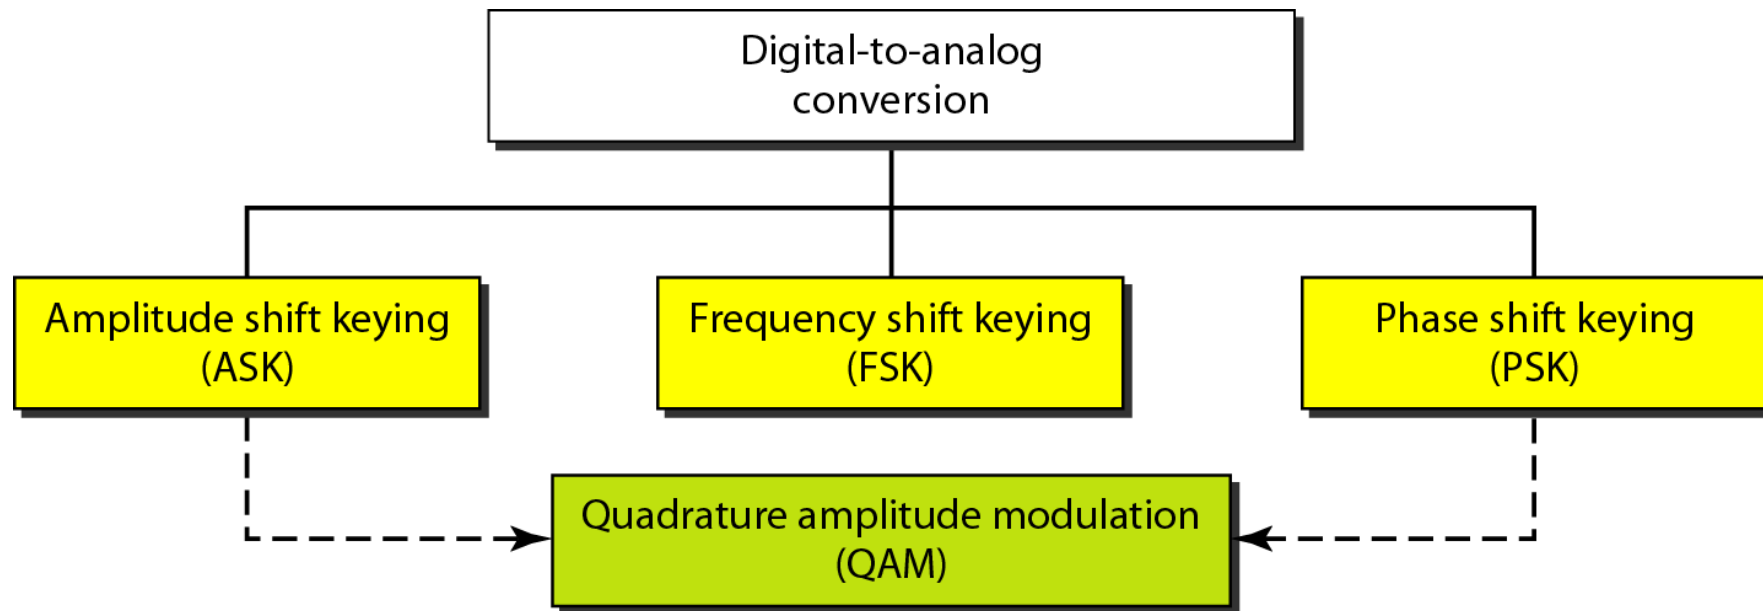 Digital-to-analog
conversion
Amplitude shift keying
(ASK)
Frequency shift keying
(FSK)
Phase shift keying
(PSK)
Quadrature amplitude modulation
(QAM)